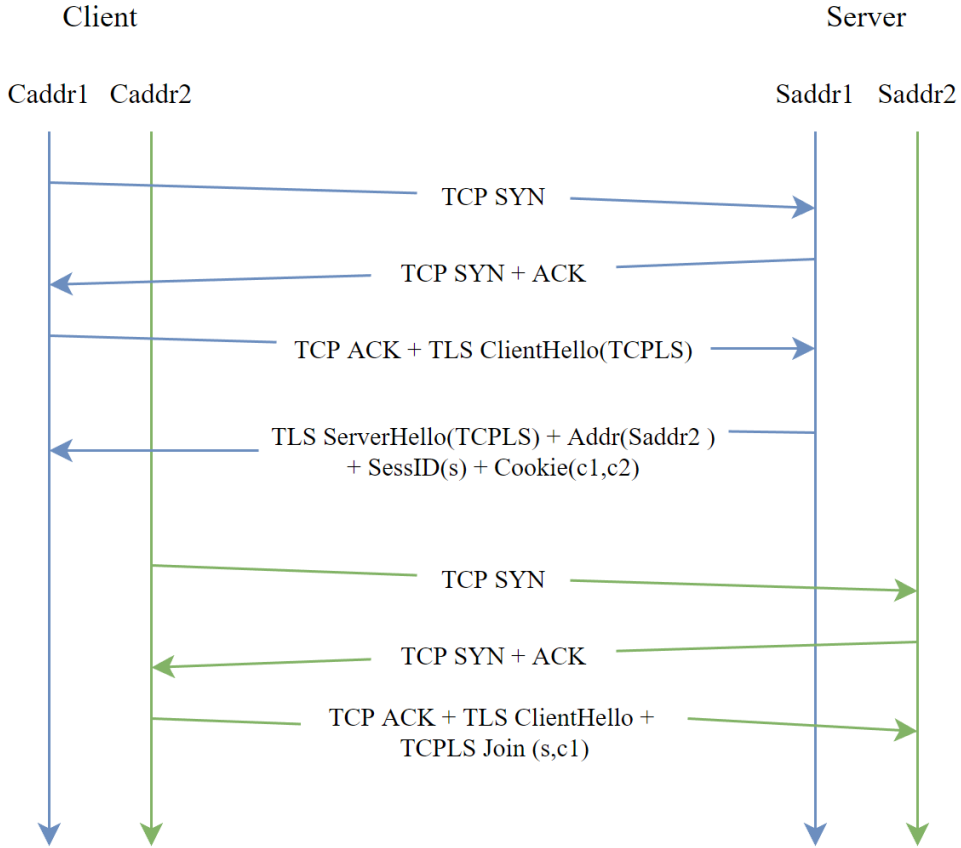 Client Server
Caddr1 Caddr2 Saddr1 Saddr2
TCP SYN
TCP SYN + ACK
TCP ACK + TLS ClientHello(TCPLS)
TLS ServerHello(TCPLS) + Addr(Saddr2 )
+ SessID(s) + Cookie(c1,c2)
TCP SYN
TCP SYN + ACK
TCP ACK + TLS ClientHello +
TCPLS Join (s,c1)